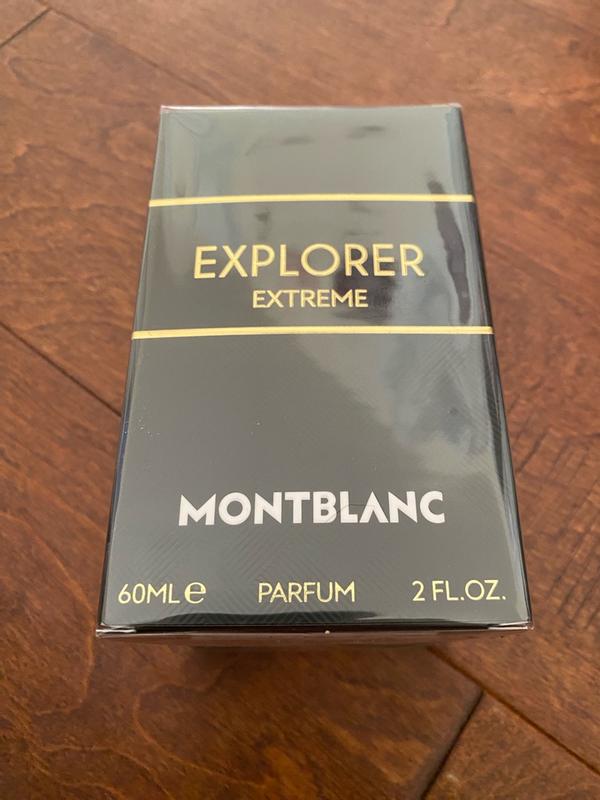 EXPLORER
EXTREME
MONTBLANC
60ML ℮ PARFUM 2 FL.OZ.